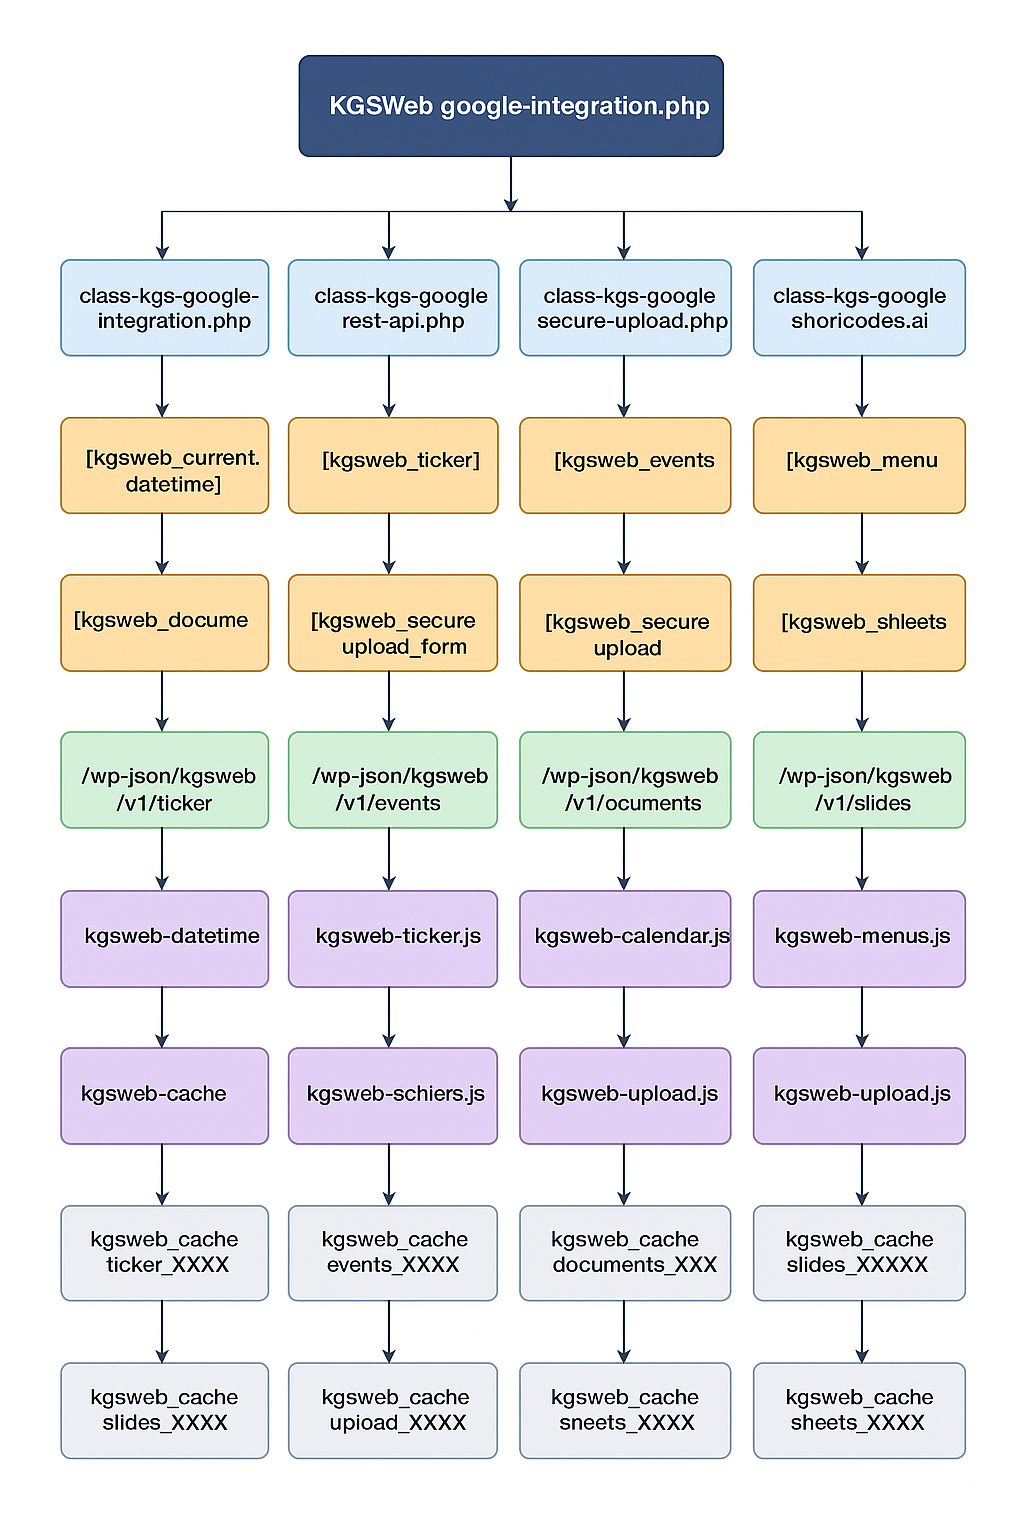 KGSWeb google-integration.php
class-kgs-google-
integration.php
class-kgs-google
rest-api.php
class-kgs-google
secure-upload.php
class-kgs-google
shoricodes.ai
[kgsweb_current.
datetime]
[kgsweb_ticker]
[kgsweb_events
[kgsweb_menu
[kgsweb_docume
[kgsweb_secure
upload_form
[kgsweb_secure
upload
[kgsweb_shleets
/wp-json/kgsweb
/v1/ticker
/wp-json/kgsweb
/v1/events
/wp-json/kgsweb
/v1/ocuments
/wp-json/kgsweb
/v1/slides
kgsweb-datetime
kgsweb-ticker.js
kgsweb-calendar.js
kgsweb-menus.js
kgsweb-cache
kgsweb-schiers.js
kgsweb-upload.js
kgsweb-upload.js
kgsweb_cache
ticker_XXXX
kgsweb_cache
events_XXXX
kgsweb_cache
documents_XXX
kgsweb_cache
slides_XXXXX
kgsweb_cache
slides_XXXX
kgsweb_cache
upioad_XXXX
kgsweb_cache
sneets_XXXX
kgsweb_cache
sheets_XXXX